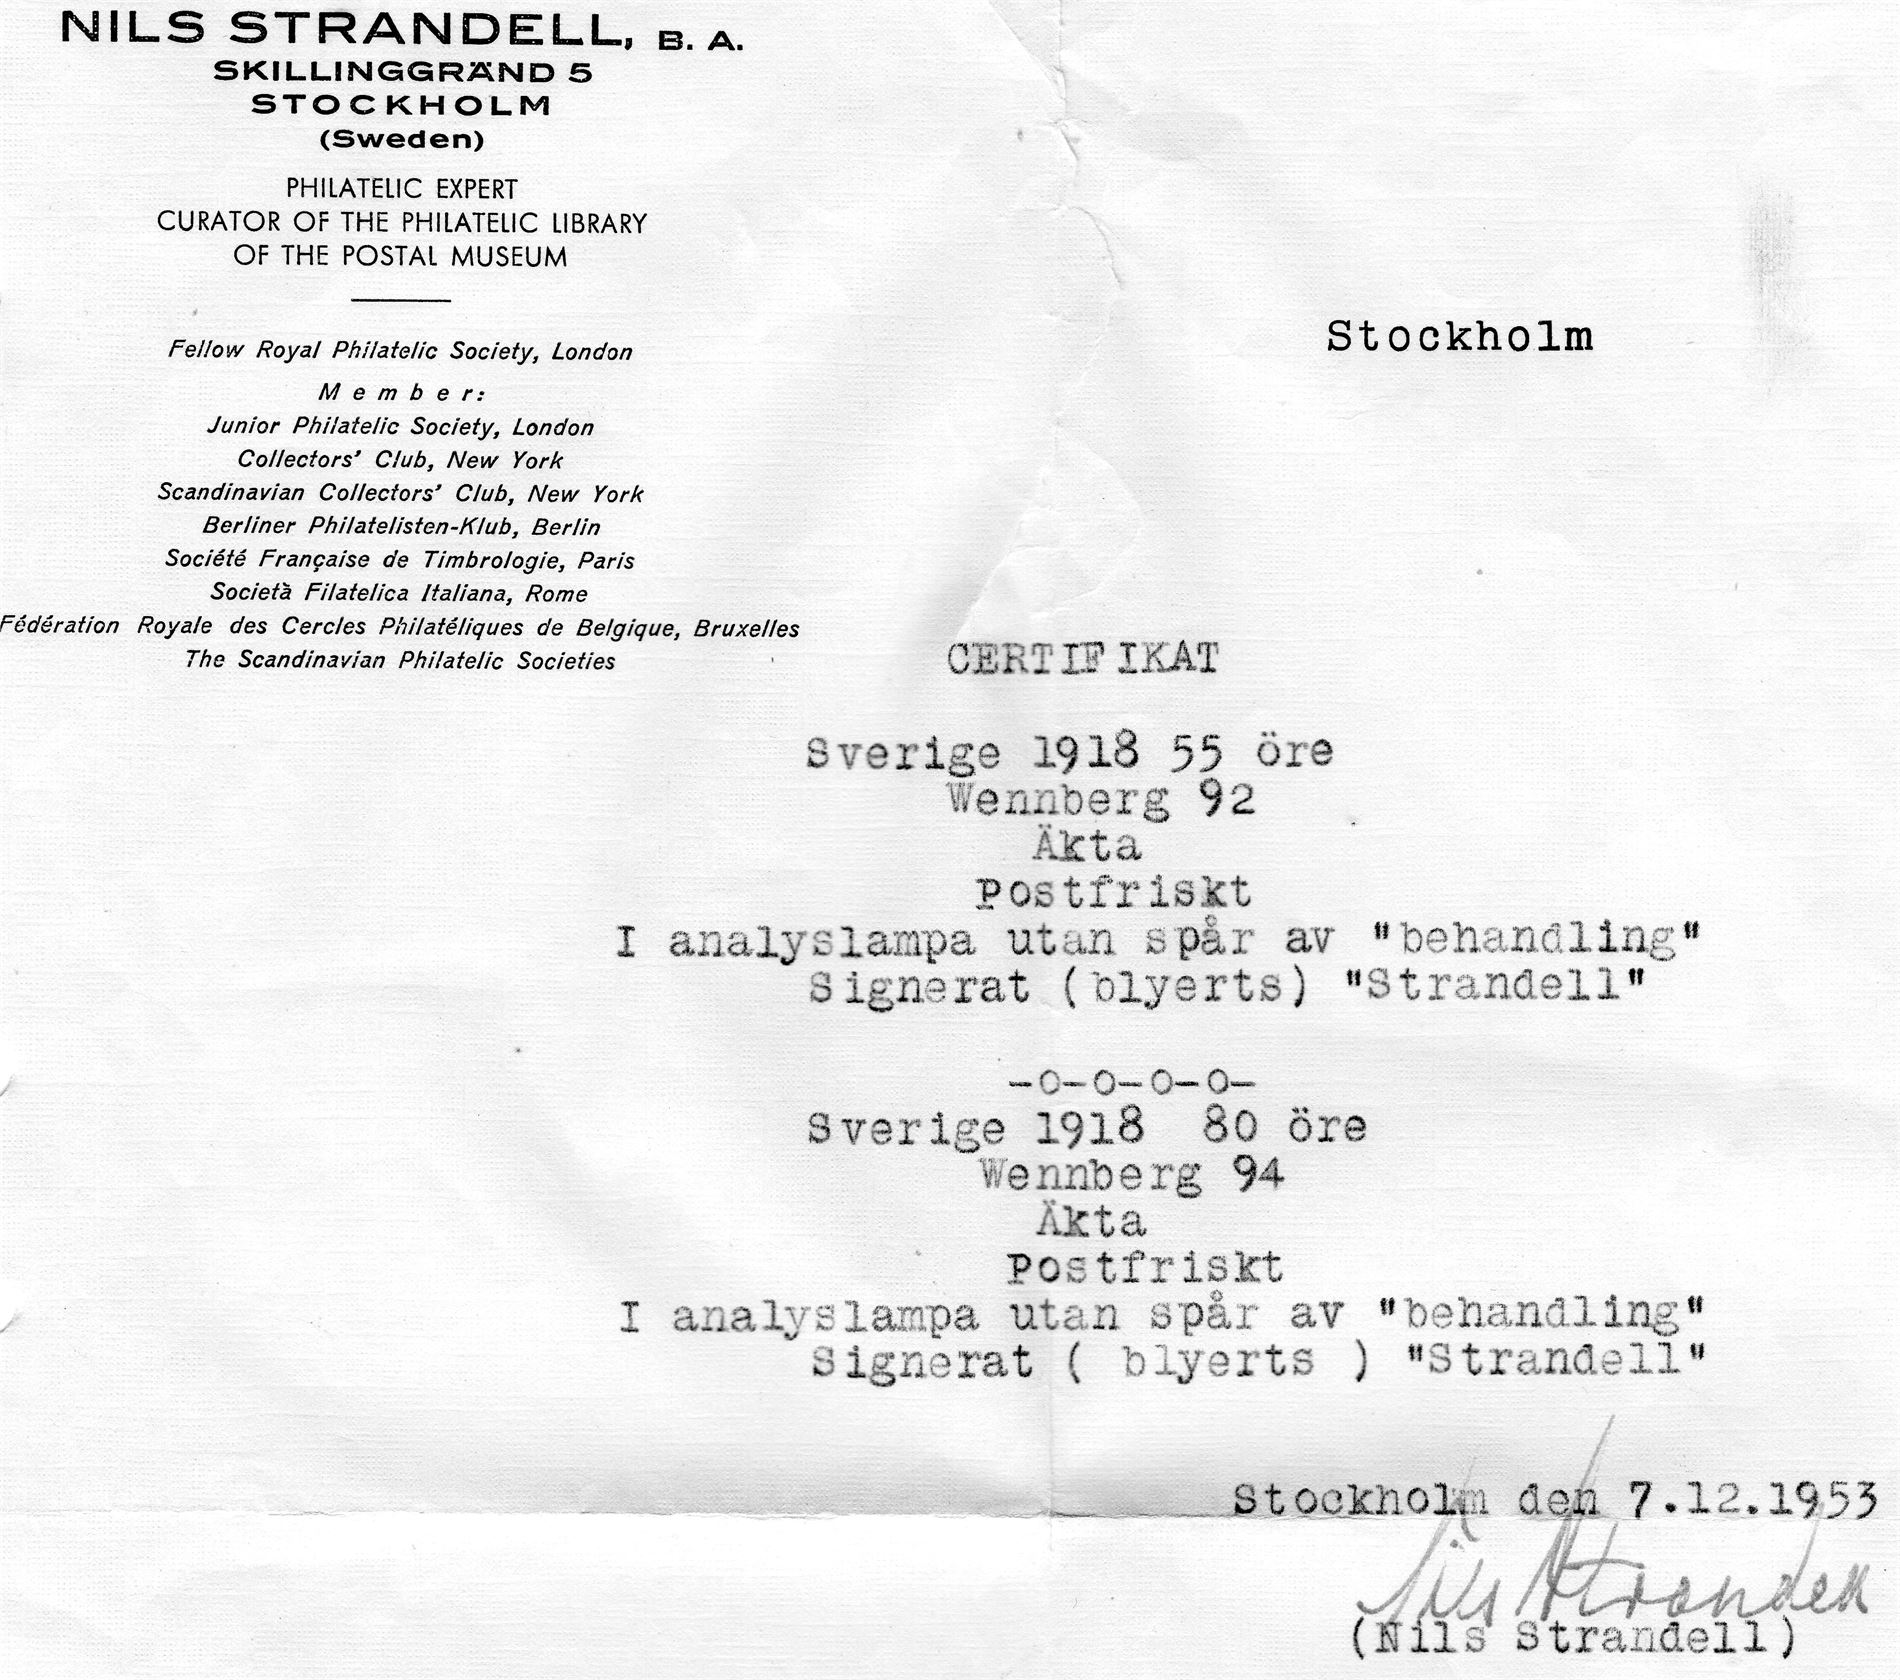 NILS STRANDELL, B. A.
SKILLINGGRÄND 5
STOCKHOLM
(Sweden)
PHILATELIC EXPERT
CURATOR OF THE PHILATELIC LIBRARY
OF THE POSTAL MUSEUM
Stockholm
Fellow Royal Philatelic Society, London
Member:
Junior Philatelic Society, London
Collectors' Club, New York
Scandinavian Collectors' Club, New York
Berliner Philatelisten-Klub, Berlin
Société Française de Timbrologie, Paris
Società Filatelica Italiana, Rome
Fédération Royale des Cercles Philatéliques de Belgique, Bruxelles
The Scandinavian Philatelic Societies
CERTIFIKAT
Sverige 1918 55 öre
Wennberg 92
Äkta
Postfriskt
I analyslampa utan spår av "behandling"
Signerat (blyerts) "Strandell"
-o-o-o-o-
Sverige 1918 80 öre
Wennberg 94
Äkta
Postfriskt
I analyslampa utan spår av "behandling"
Signerat ( blyerts ) "Strandell"
Stockholm den 7.12.1953
Nils Strandell
(Nils Strandell)